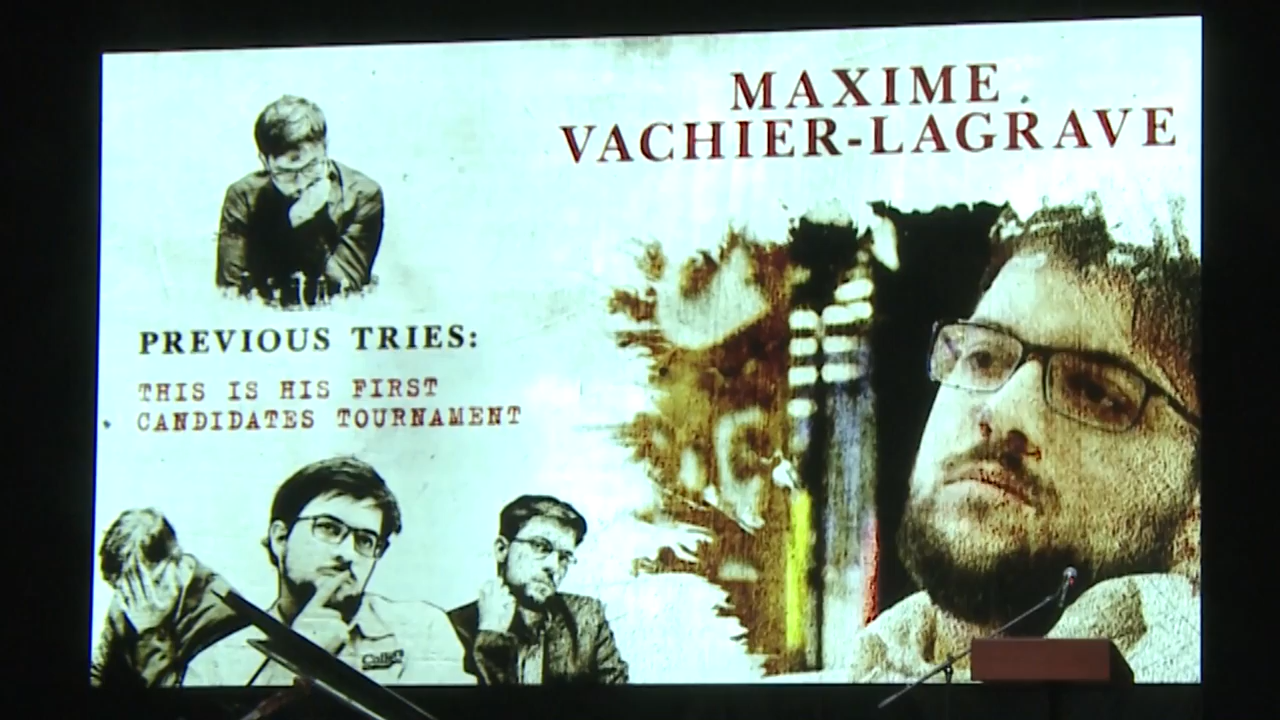 MAXIME
VACHIER-LAGRAVE
PREVIOUS TRIES:
THIS IS HIS FIRST
CANDIDATES TOURNAMENT